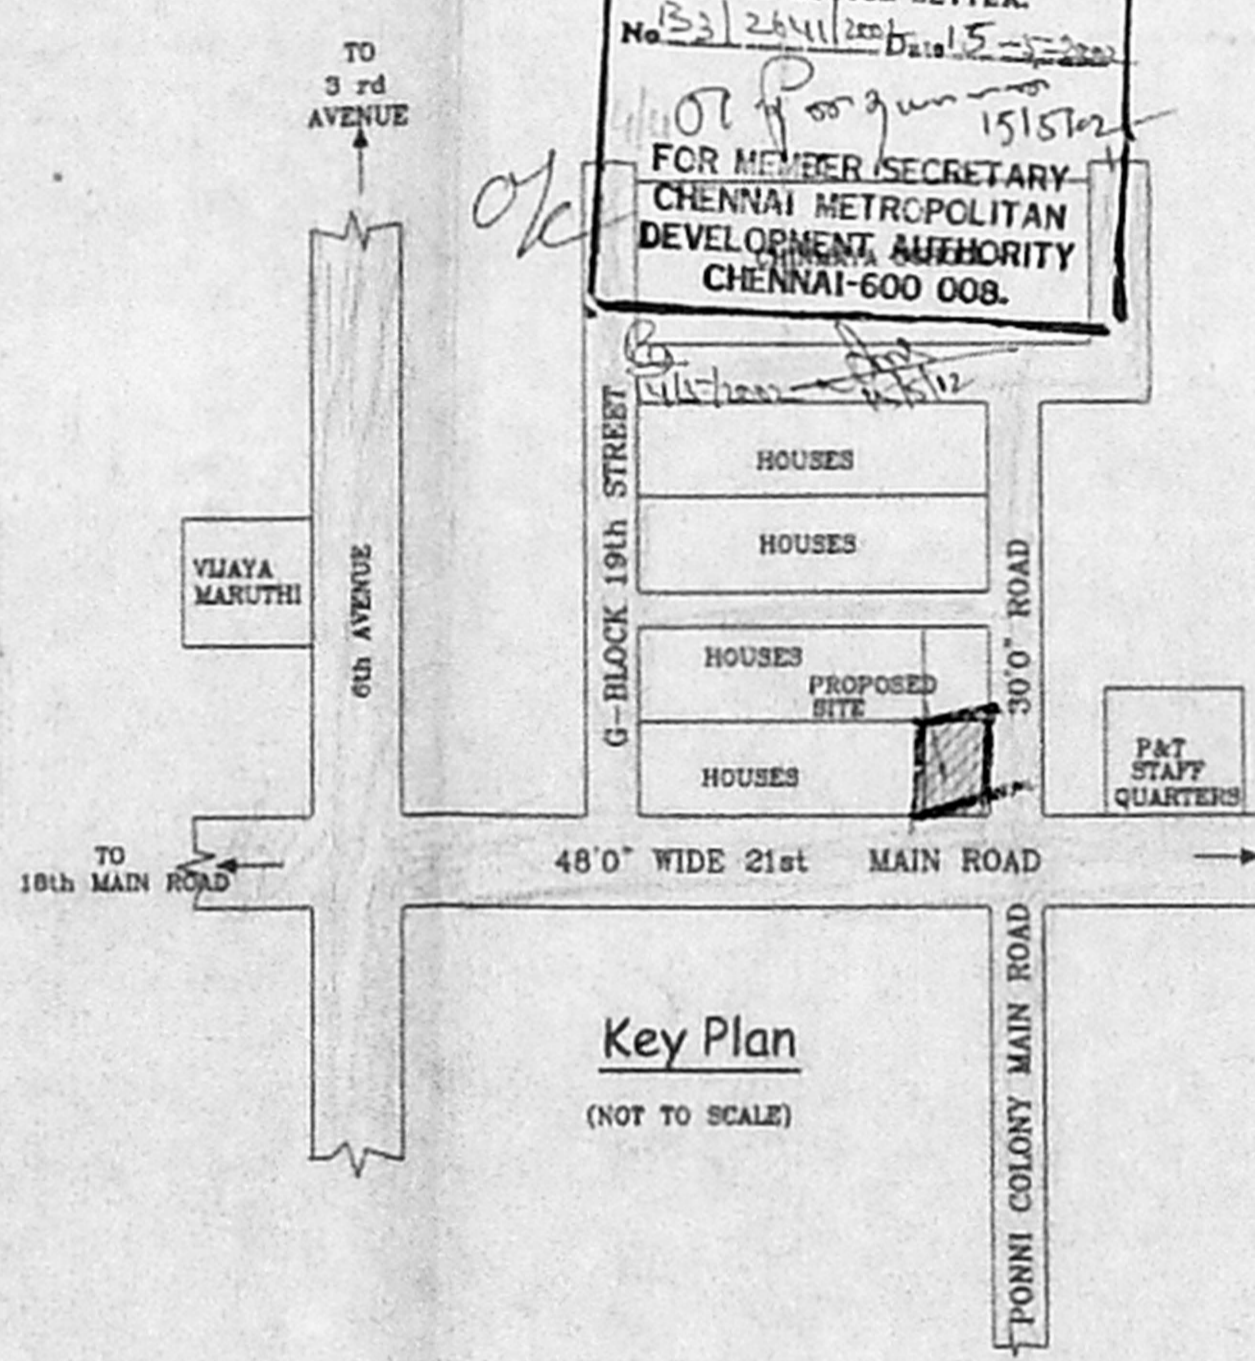 LETTER.
No B3/2641/2002 Date 15-5-2002
15/5/02
FOR MEMBER SECRETARY
CHENNAI METROPOLITAN
DEVELOPMENT AUTHORITY
CHENNAI-600 008.
TO
3 rd
AVENUE
O/C
HOUSES
HOUSES
G-BLOCK 19th STREET
30'0" ROAD
VIJAYA
MARUTHI
6th AVENUE
HOUSES
PROPOSED
SITE
HOUSES
P&T
STAFF
QUARTERS
TO
18th MAIN ROAD
48'0" WIDE 21st MAIN ROAD
PONNI COLONY MAIN ROAD
Key Plan
(NOT TO SCALE)